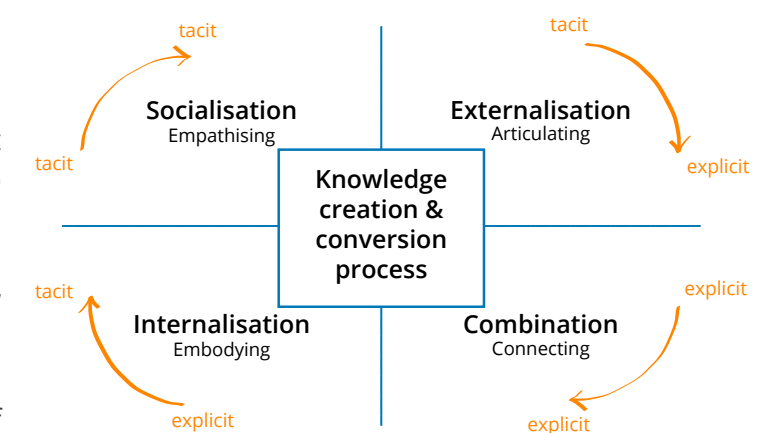 tacit
tacit
Socialisation
Empathising
Externalisation
Articulating
tacit
explicit
Knowledge
creation &
conversion
process
tacit
explicit
Internalisation
Embodying
Combination
Connecting
explicit
explicit